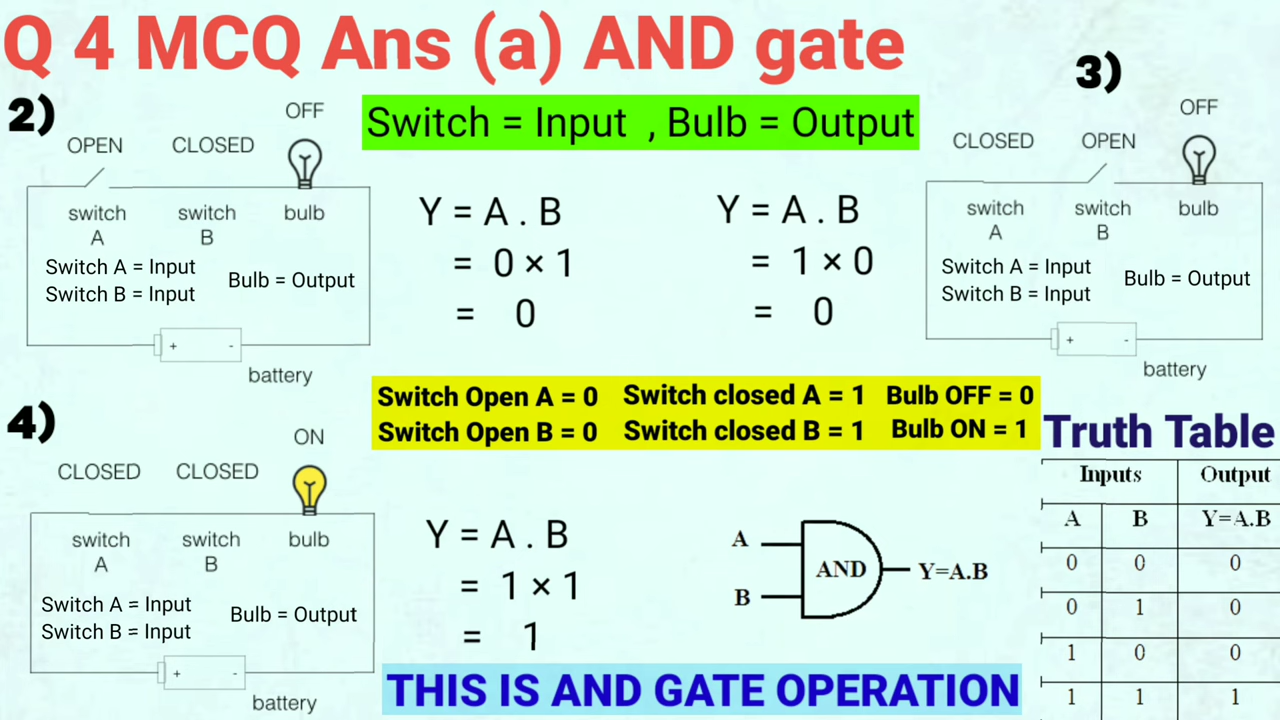 Q 4 MCQ Ans (a) AND gate
Switch = Input , Bulb = Output
2)
OFF
OPEN CLOSED
switch switch bulb
A B
Switch A = Input
Switch B = Input
Bulb = Output
+ -
battery
Y = A . B
= 0 × 1
= 0
Y = A . B
= 1 × 0
= 0
3)
OFF
CLOSED OPEN
switch switch bulb
A B
Switch A = Input
Switch B = Input
Bulb = Output
+ -
battery
Switch Open A = 0 Switch closed A = 1 Bulb OFF = 0
Switch Open B = 0 Switch closed B = 1 Bulb ON = 1
4)
ON
CLOSED CLOSED
switch switch bulb
A B
Switch A = Input
Switch B = Input
Bulb = Output
+ -
battery
Y = A . B
= 1 × 1
= 1
A
B
AND
Y=A.B
Truth Table
Inputs Output
A B Y=A.B
0 0 0
0 1 0
1 0 0
1 1 1
THIS IS AND GATE OPERATION